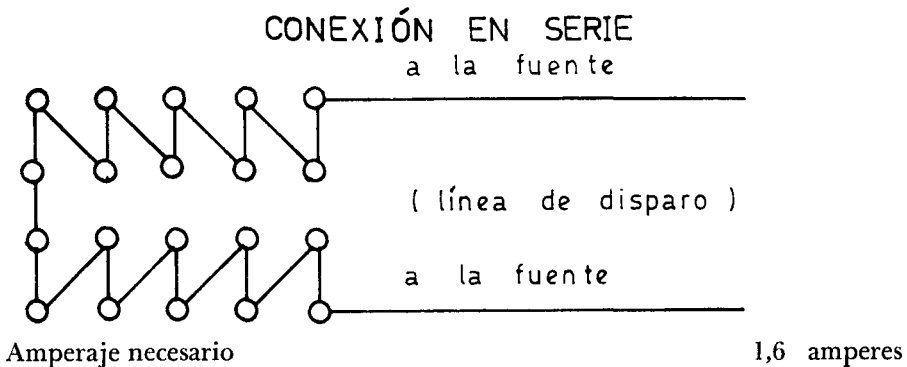 CONEXIÓN EN SERIE
a la fuente
( línea de disparo )
a la fuente
Amperaje necesario 1,6 amperes